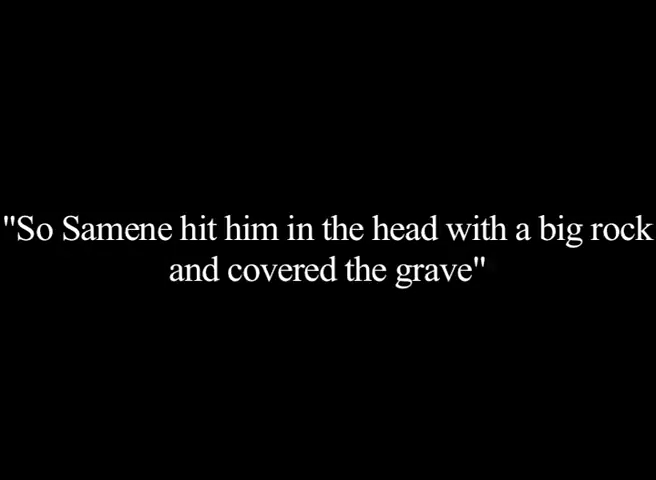 "So Samene hit him in the head with a big rock
and covered the grave"